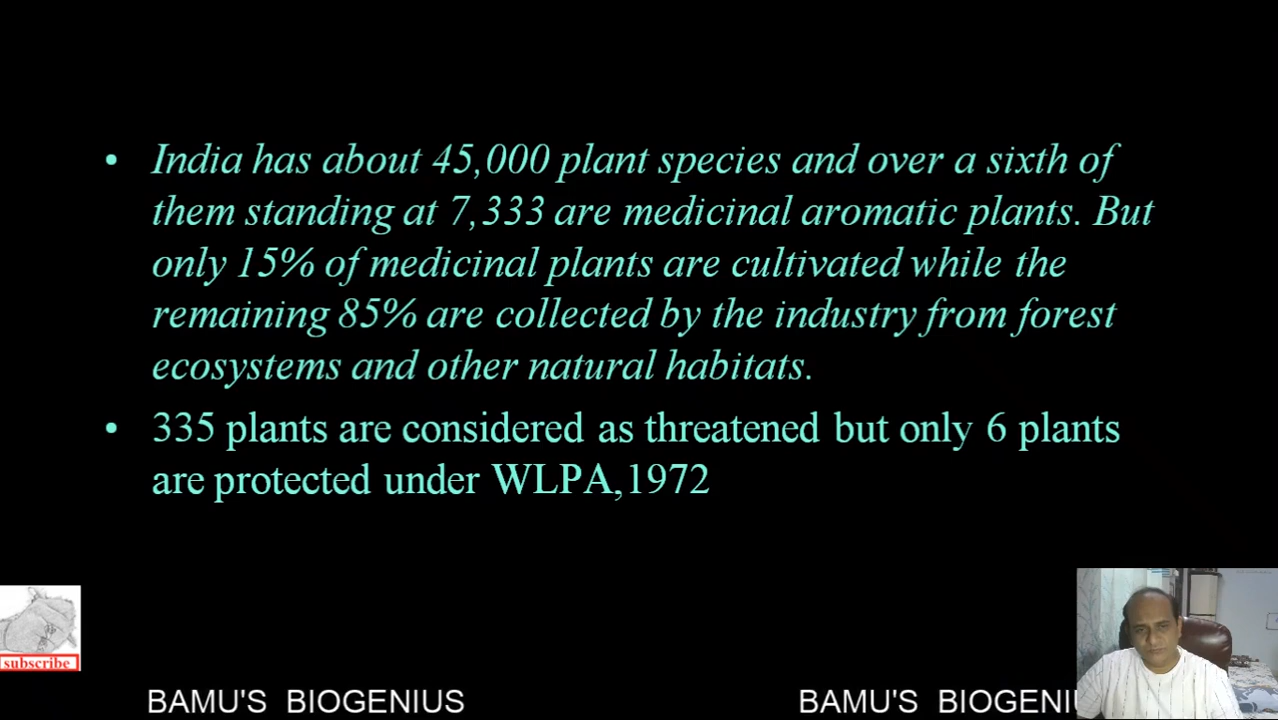 • India has about 45,000 plant species and over a sixth of
them standing at 7,333 are medicinal aromatic plants. But
only 15% of medicinal plants are cultivated while the
remaining 85% are collected by the industry from forest
ecosystems and other natural habitats.
• 335 plants are considered as threatened but only 6 plants
are protected under WLPA,1972
subscribe
BAMU'S BIOGENIUS BAMU'S BIOGENIU